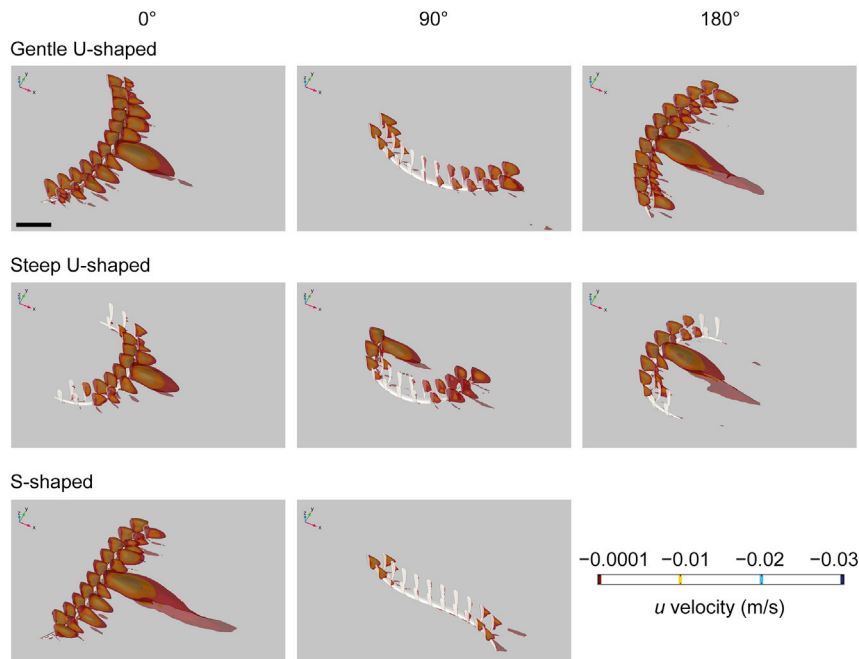 0° 90° 180°
Gentle U-shaped
z y x
z y x
z y x
Steep U-shaped
z y x
z y x
z y x
S-shaped
z y x
z y x
−0.0001 −0.01 −0.02 −0.03
u velocity (m/s)